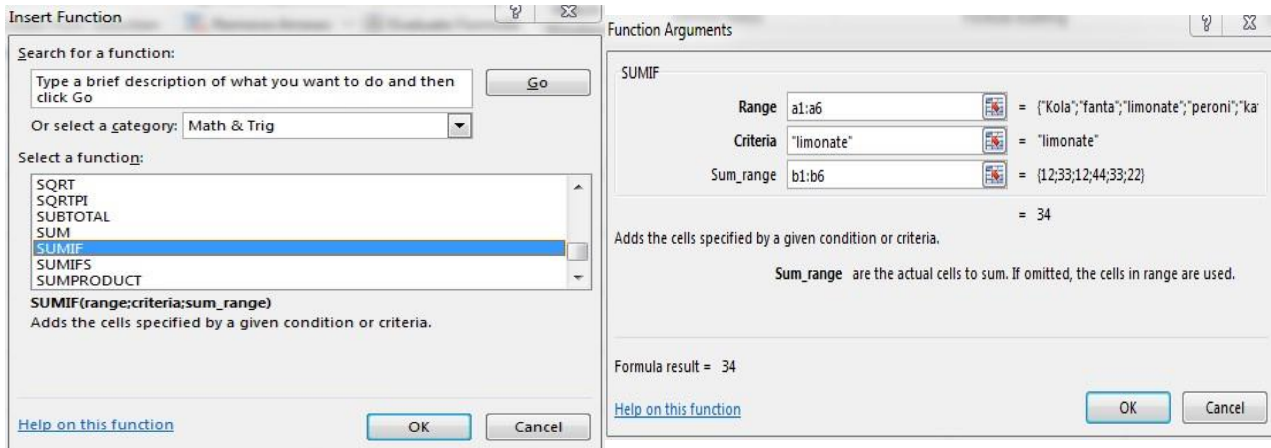 Insert Function
Search for a function:
Type a brief description of what you want to do and then
click Go
Go
Or select a category: Math & Trig
Select a function:
SQRT
SQRTPI
SUBTOTAL
SUM
SUMIF
SUMIFS
SUMPRODUCT
SUMIF(range;criteria;sum_range)
Adds the cells specified by a given condition or criteria.
Help on this function
OK Cancel
Function Arguments
SUMIF
Range a1:a6 = {"Kola";"fanta";"limonate";"peroni";"ka
Criteria "limonate" = "limonate"
Sum_range b1:b6 = {12;33;12;44;33;22}
= 34
Adds the cells specified by a given condition or criteria.
Sum_range are the actual cells to sum. If omitted, the cells in range are used.
Formula result = 34
Help on this function
OK Cancel